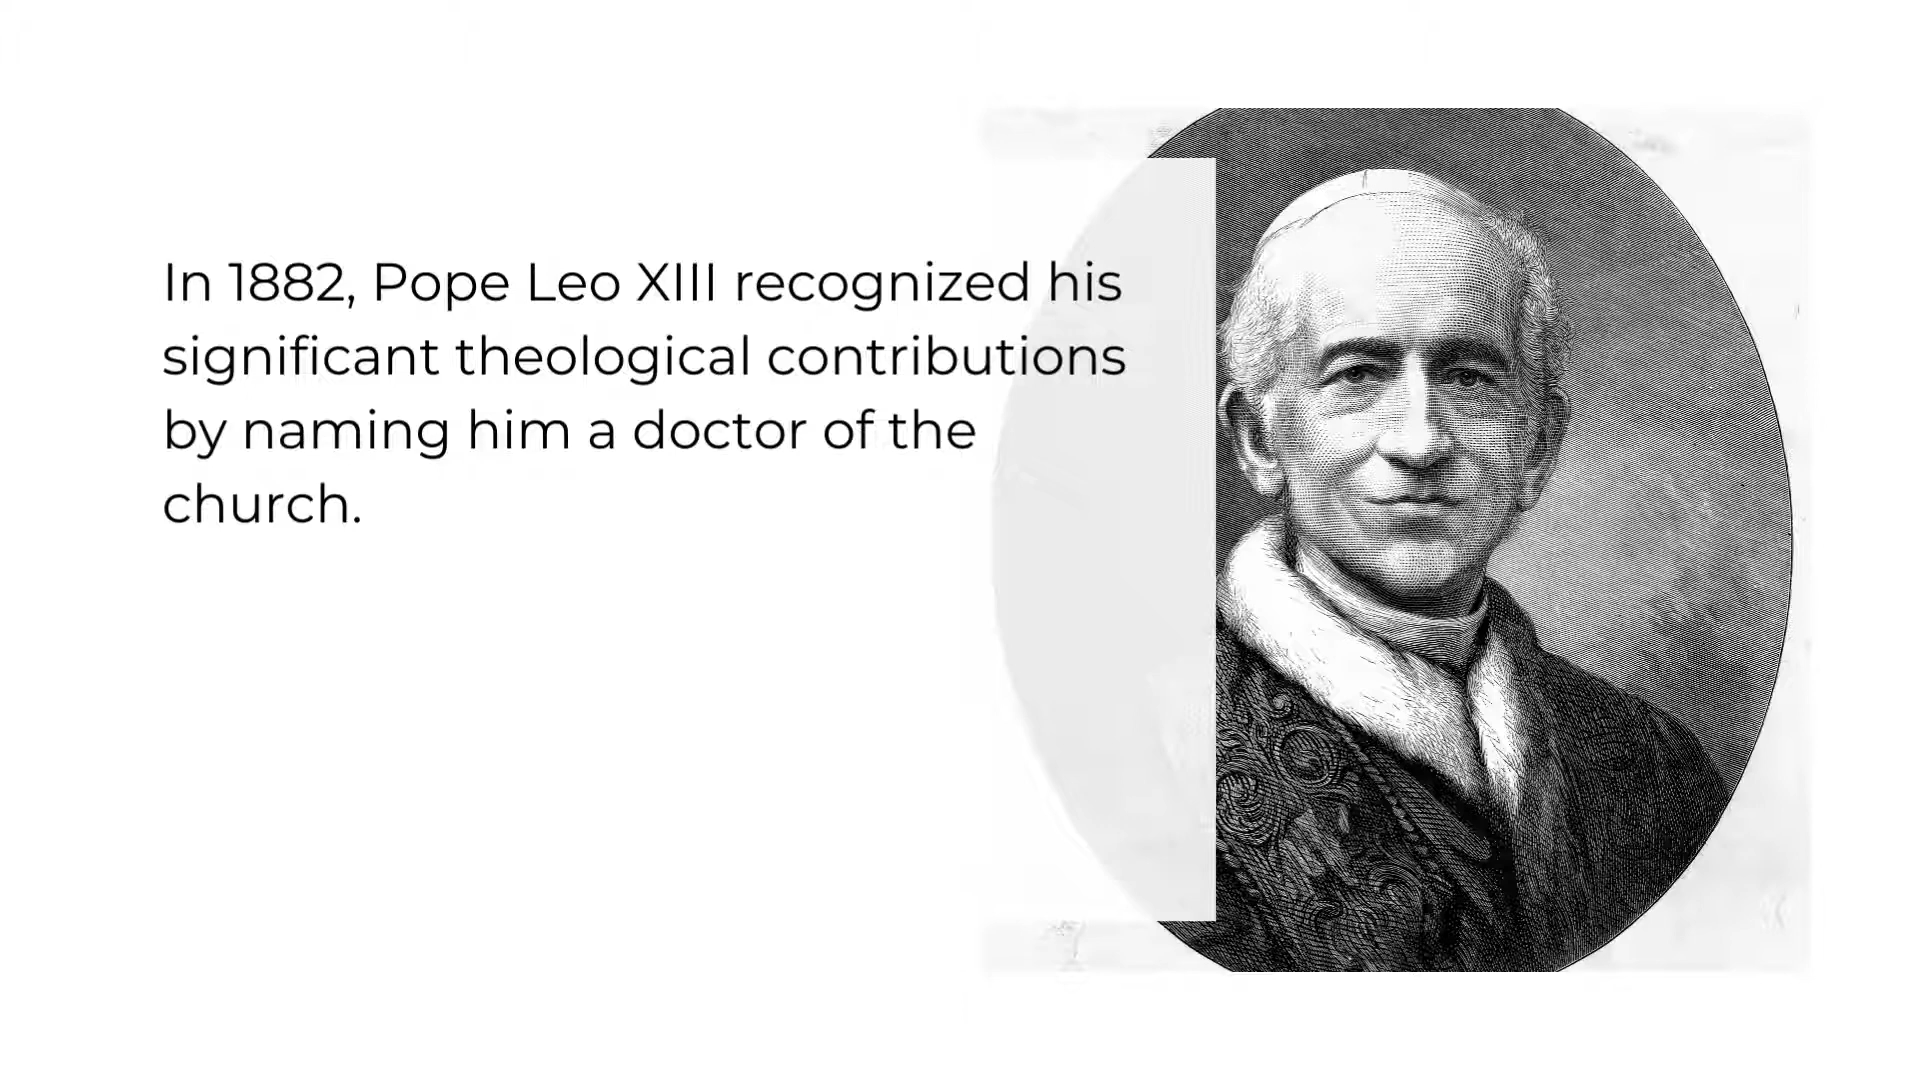 In 1882, Pope Leo XIII recognized his
significant theological contributions
by naming him a doctor of the
church.